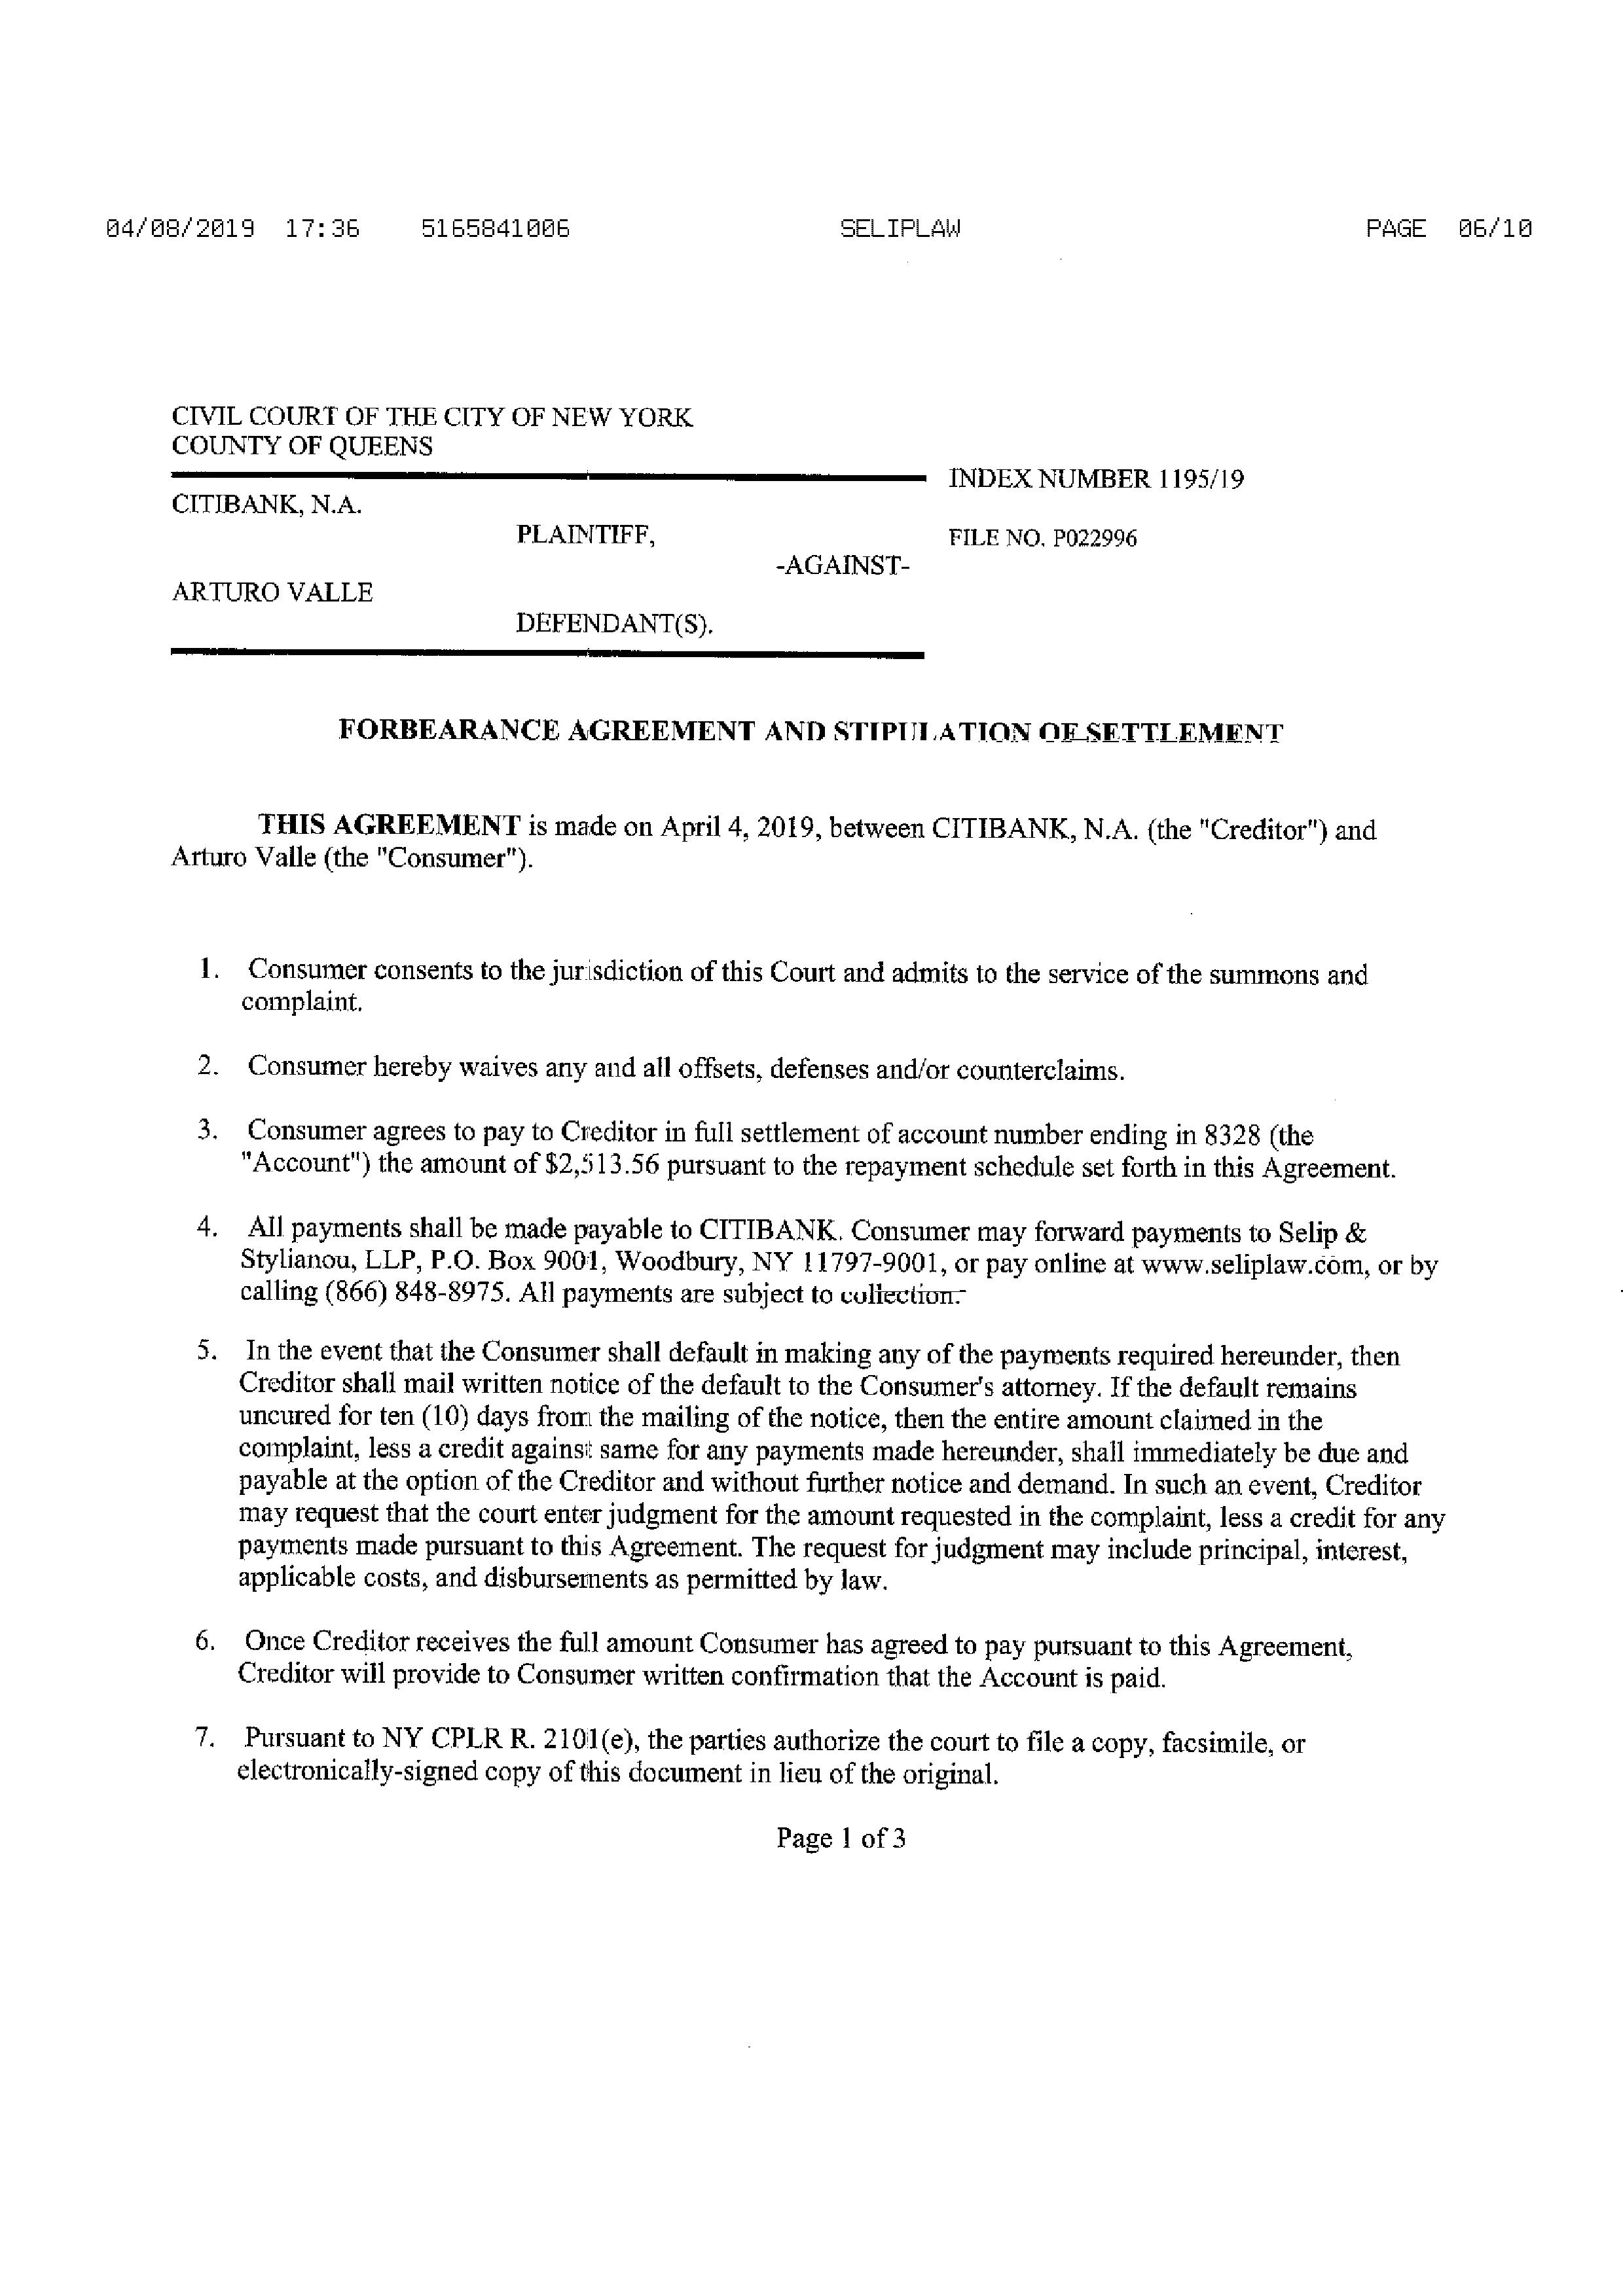 04/08/2019 17:36 5165841006 SELIPLAW PAGE 06/10
CIVIL COURT OF THE CITY OF NEW YORK
COUNTY OF QUEENS
INDEX NUMBER 1195/19
CITIBANK, N.A.
PLAINTIFF,
FILE NO. P022996
-AGAINST-
ARTURO VALLE
DEFENDANT(S).
FORBEARANCE AGREEMENT AND STIPULATION OF SETTLEMENT
THIS AGREEMENT is made on April 4, 2019, between CITIBANK, N.A. (the "Creditor") and
Arturo Valle (the "Consumer").
1. Consumer consents to the jurisdiction of this Court and admits to the service of the summons and
complaint.
2. Consumer hereby waives any and all offsets, defenses and/or counterclaims.
3. Consumer agrees to pay to Creditor in full settlement of account number ending in 8328 (the
"Account") the amount of $2,513.56 pursuant to the repayment schedule set forth in this Agreement.
4. All payments shall be made payable to CITIBANK. Consumer may forward payments to Selip &
Stylianou, LLP, P.O. Box 9001, Woodbury, NY 11797-9001, or pay online at www.seliplaw.com, or by
calling (866) 848-8975. All payments are subject to collection.
5. In the event that the Consumer shall default in making any of the payments required hereunder, then
Creditor shall mail written notice of the default to the Consumer's attorney. If the default remains
uncured for ten (10) days from the mailing of the notice, then the entire amount claimed in the
complaint, less a credit against same for any payments made hereunder, shall immediately be due and
payable at the option of the Creditor and without further notice and demand. In such an event, Creditor
may request that the court enter judgment for the amount requested in the complaint, less a credit for any
payments made pursuant to this Agreement. The request for judgment may include principal, interest,
applicable costs, and disbursements as permitted by law.
6. Once Creditor receives the full amount Consumer has agreed to pay pursuant to this Agreement,
Creditor will provide to Consumer written confirmation that the Account is paid.
7. Pursuant to NY CPLR R. 2101(e), the parties authorize the court to file a copy, facsimile, or
electronically-signed copy of this document in lieu of the original.
Page 1 of 3